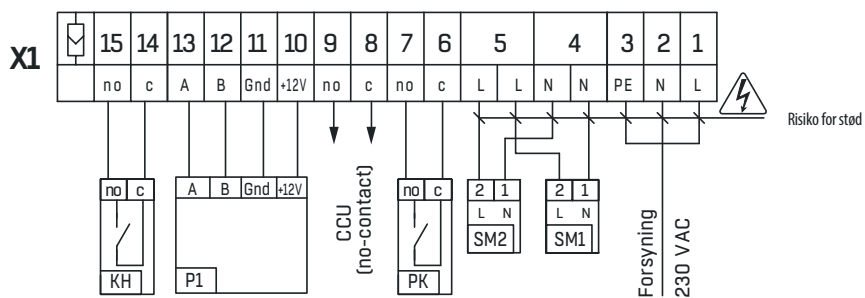 X1
15 14 13 12 11 10 9 8 7 6 5 4 3 2 1
no c A B Gnd +12V no c no c L L N N PE N L
Risiko for stød
no c
KH
A B Gnd +12V
P1
CCU
(no-contact)
no c
PK
2 1
L N
SM2
2 1
L N
SM1
Forsyning
230 VAC